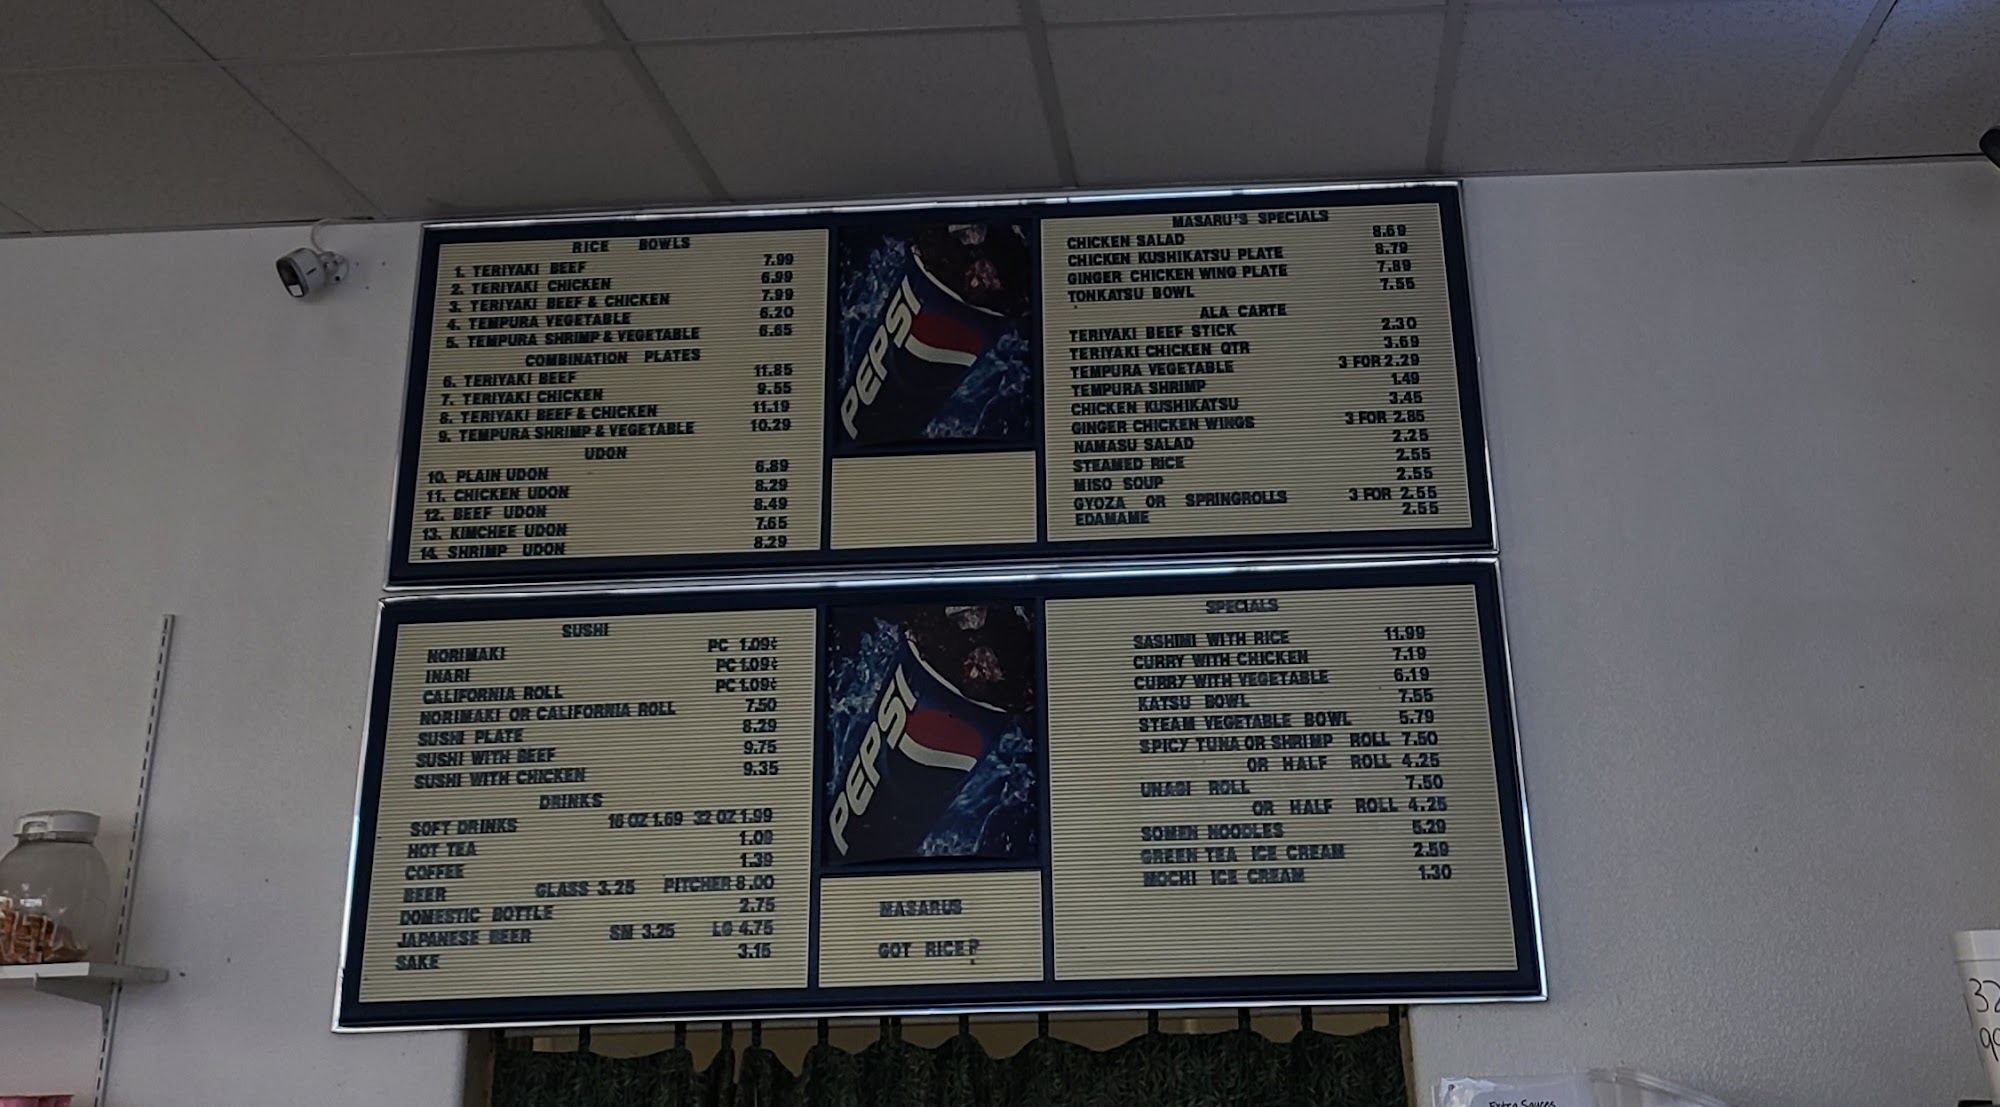 RICE BOWLS
1. TERIYAKI BEEF 7.99
2. TERIYAKI CHICKEN 6.99
3. TERIYAKI BEEF & CHICKEN 7.99
4. TEMPURA VEGETABLE 6.20
5. TEMPURA SHRIMP & VEGETABLE 6.65
COMBINATION PLATES
6. TERIYAKI BEEF 11.85
7. TERIYAKI CHICKEN 9.55
8. TERIYAKI BEEF & CHICKEN 11.19
9. TEMPURA SHRIMP & VEGETABLE 10.29
UDON
10. PLAIN UDON 6.89
11. CHICKEN UDON 8.29
12. BEEF UDON 8.49
13. KIMCHEE UDON 7.65
14. SHRIMP UDON 8.29
PEPSI
MASARU'S SPECIALS
CHICKEN SALAD 8.69
CHICKEN KUSHIKATSU PLATE 8.79
GINGER CHICKEN WING PLATE 7.89
TONKATSU BOWL 7.55
ALA CARTE
TERIYAKI BEEF STICK 2.30
TERIYAKI CHICKEN QTR 3.69
TEMPURA VEGETABLE 3 FOR 2.29
TEMPURA SHRIMP 1.49
CHICKEN KUSHIKATSU 3.45
GINGER CHICKEN WINGS 3 FOR 2.85
NAMASU SALAD 2.25
STEAMED RICE 2.55
MISO SOUP 2.55
GYOZA OR SPRINGROLLS 3 FOR 2.55
EDAMAME 2.55
SUSHI
NORIMAKI PC 1.09¢
INARI PC 1.09¢
CALIFORNIA ROLL PC 1.09¢
NORIMAKI OR CALIFORNIA ROLL 7.50
SUSHI PLATE 8.29
SUSHI WITH BEEF 9.75
SUSHI WITH CHICKEN 9.35
DRINKS
SOFT DRINKS 16 OZ 1.69 32 OZ 1.99
HOT TEA 1.09
COFFEE 1.39
BEER GLASS 3.25 PITCHER 8.00
DOMESTIC BOTTLE 2.75
JAPANESE BEER SM 3.25 LG 4.75
SAKE 3.15
PEPSI
MASARUS
GOT RICE?
SPECIALS
SASHIMI WITH RICE 11.99
CURRY WITH CHICKEN 7.19
CURRY WITH VEGETABLE 6.19
KATSU BOWL 7.55
STEAM VEGETABLE BOWL 5.79
SPICY TUNA OR SHRIMP ROLL 7.50
OR HALF ROLL 4.25
UNAGI ROLL 7.50
OR HALF ROLL 4.25
SOMEN NOODLES 5.29
GREEN TEA ICE CREAM 2.59
MOCHI ICE CREAM 1.30
32
99
Extra Sauces